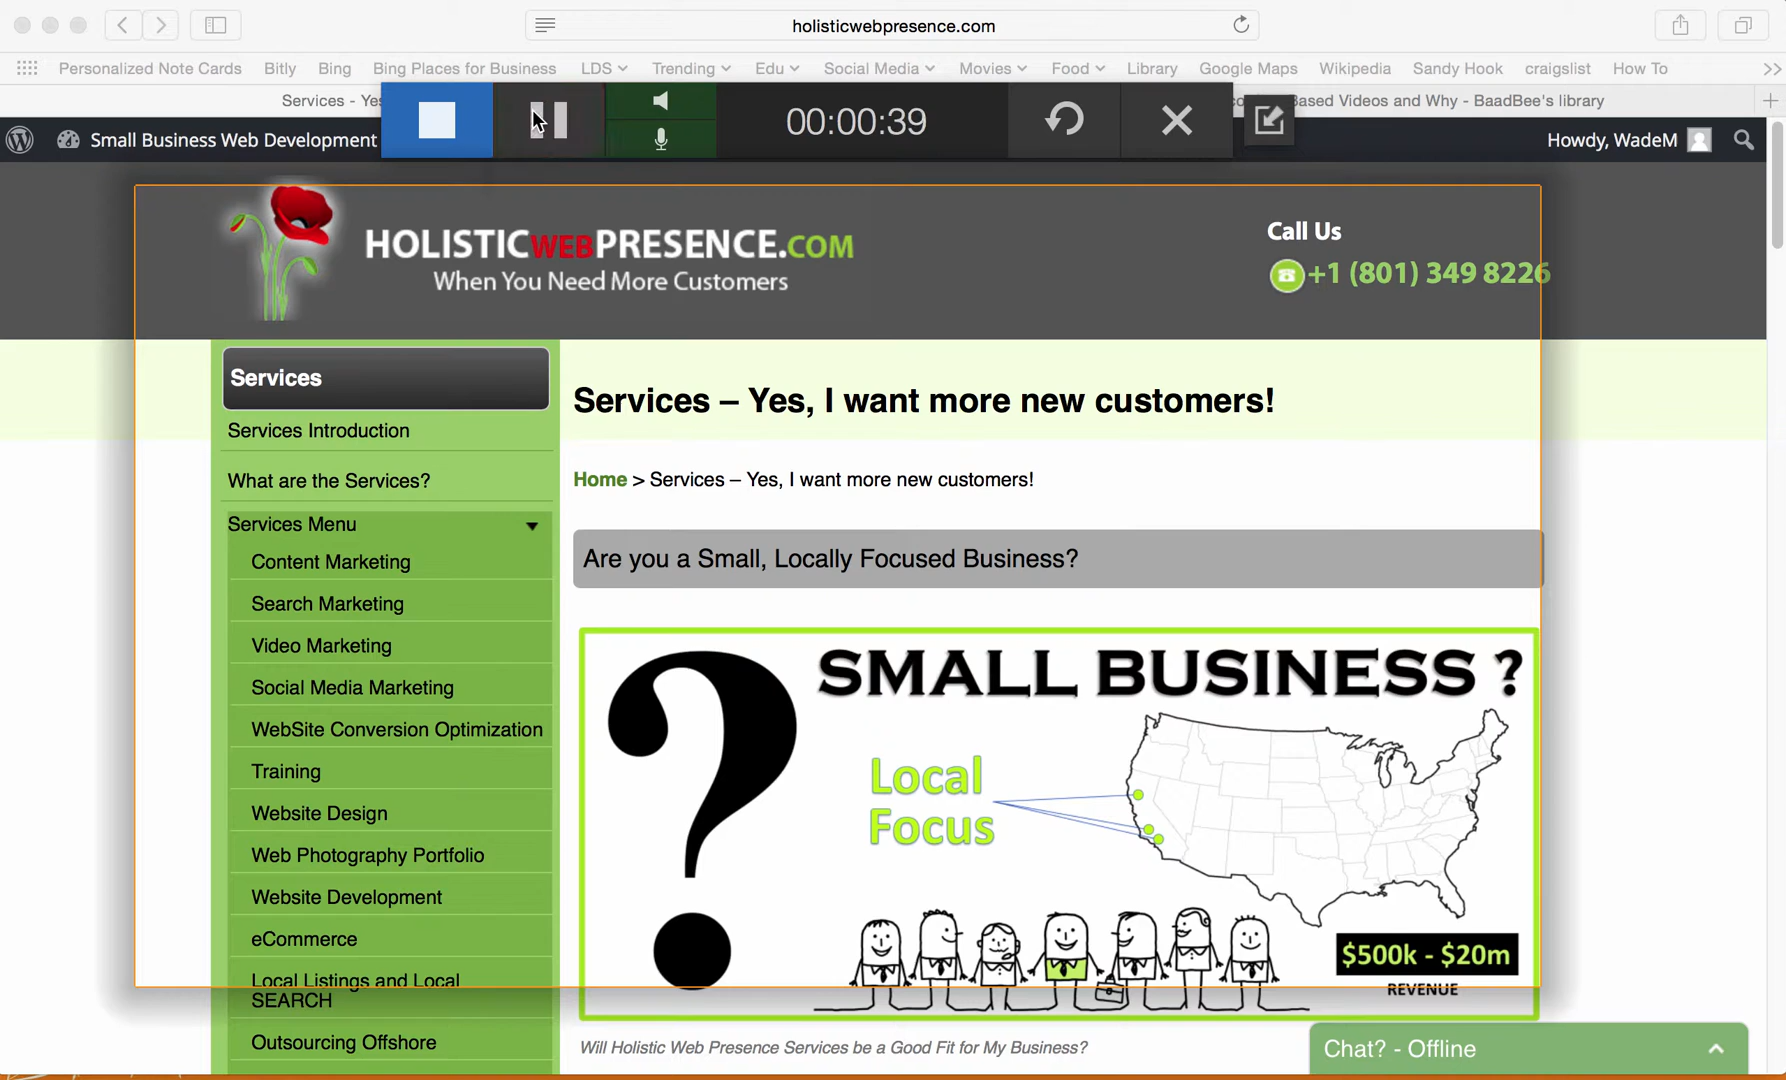 holisticwebpresence.com
Personalized Note Cards Bitly Bing Bing Places for Business LDS Trending Edu Social Media Movies Food Library Google Maps Wikipedia Sandy Hook craigslist How To
Services - Yes Based Videos and Why - BaadBee's library
Small Business Web Development
00:00:39
Howdy, WadeM
HOLISTICWEBPRESENCE.COM
When You Need More Customers
Call Us
+1 (801) 349 8226
Services
Services Introduction
What are the Services?
Services Menu
Content Marketing
Search Marketing
Video Marketing
Social Media Marketing
WebSite Conversion Optimization
Training
Website Design
Web Photography Portfolio
Website Development
eCommerce
Local Listings and Local
SEARCH
Outsourcing Offshore
Services – Yes, I want more new customers!
Home > Services – Yes, I want more new customers!
Are you a Small, Locally Focused Business?
SMALL BUSINESS ?
Local
Focus
$500k - $20m
REVENUE
Will Holistic Web Presence Services be a Good Fit for My Business?
Chat? - Offline